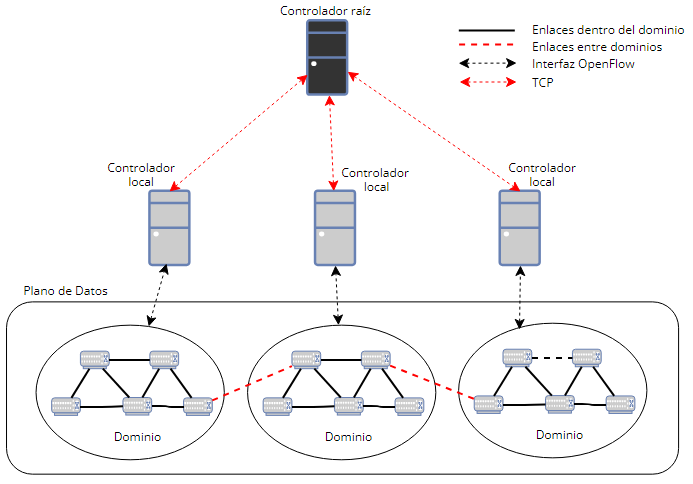 Controlador raíz
Enlaces dentro del dominio
Enlaces entre dominios
Interfaz OpenFlow
TCP
Controlador
local
Controlador
local
Controlador
local
Plano de Datos
Dominio
Dominio
Dominio